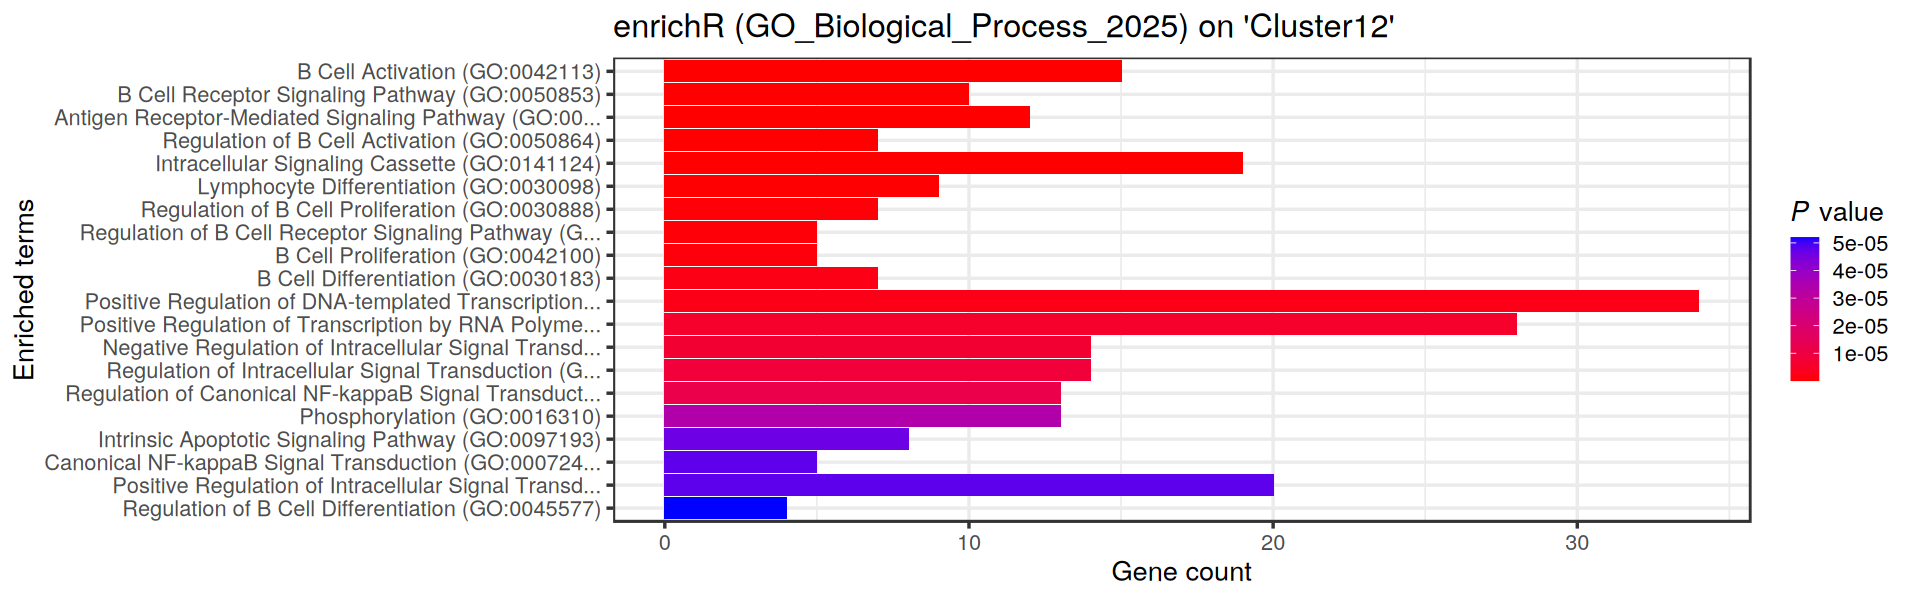 enrichR (GO_Biological_Process_2025) on 'Cluster12'
B Cell Activation (GO:0042113)
B Cell Receptor Signaling Pathway (GO:0050853)
Antigen Receptor-Mediated Signaling Pathway (GO:00...
Regulation of B Cell Activation (GO:0050864)
Intracellular Signaling Cassette (GO:0141124)
Lymphocyte Differentiation (GO:0030098)
Regulation of B Cell Proliferation (GO:0030888)
Regulation of B Cell Receptor Signaling Pathway (G...
B Cell Proliferation (GO:0042100)
B Cell Differentiation (GO:0030183)
Positive Regulation of DNA-templated Transcription...
Positive Regulation of Transcription by RNA Polyme...
Negative Regulation of Intracellular Signal Transd...
Regulation of Intracellular Signal Transduction (G...
Regulation of Canonical NF-kappaB Signal Transduct...
Phosphorylation (GO:0016310)
Intrinsic Apoptotic Signaling Pathway (GO:0097193)
Canonical NF-kappaB Signal Transduction (GO:000724...
Positive Regulation of Intracellular Signal Transd...
Regulation of B Cell Differentiation (GO:0045577)
Enriched terms
0 10 20 30
Gene count
P value
5e-05
4e-05
3e-05
2e-05
1e-05